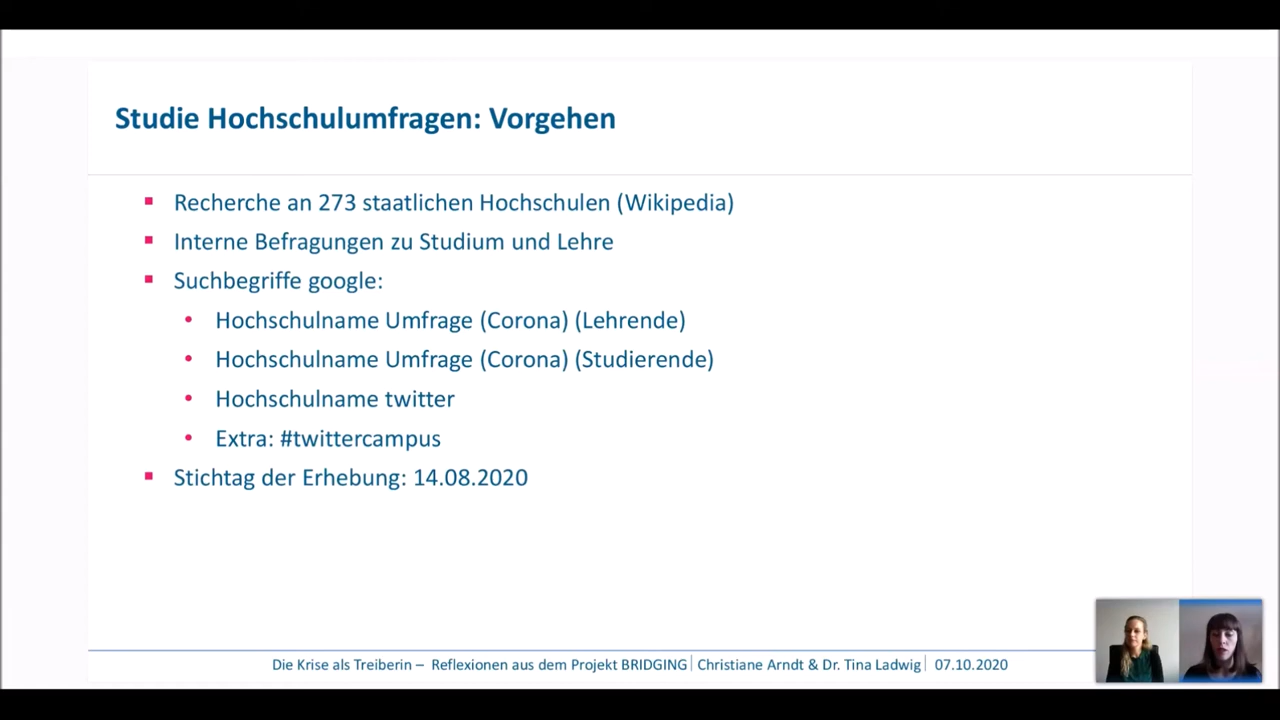 Studie Hochschulumfragen: Vorgehen
Recherche an 273 staatlichen Hochschulen (Wikipedia)
Interne Befragungen zu Studium und Lehre
Suchbegriffe google:
Hochschulname Umfrage (Corona) (Lehrende)
Hochschulname Umfrage (Corona) (Studierende)
Hochschulname twitter
Extra: #twittercampus
Stichtag der Erhebung: 14.08.2020
Die Krise als Treiberin – Reflexionen aus dem Projekt BRIDGING | Christiane Arndt & Dr. Tina Ladwig | 07.10.2020